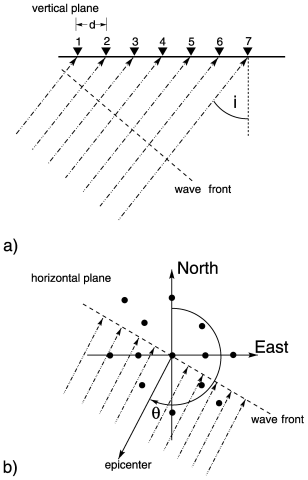 vertical plane
1 d 2 3 4 5 6 7
i
wave front
a)
horizontal plane
North
East
θ
wave front
epicenter
b)